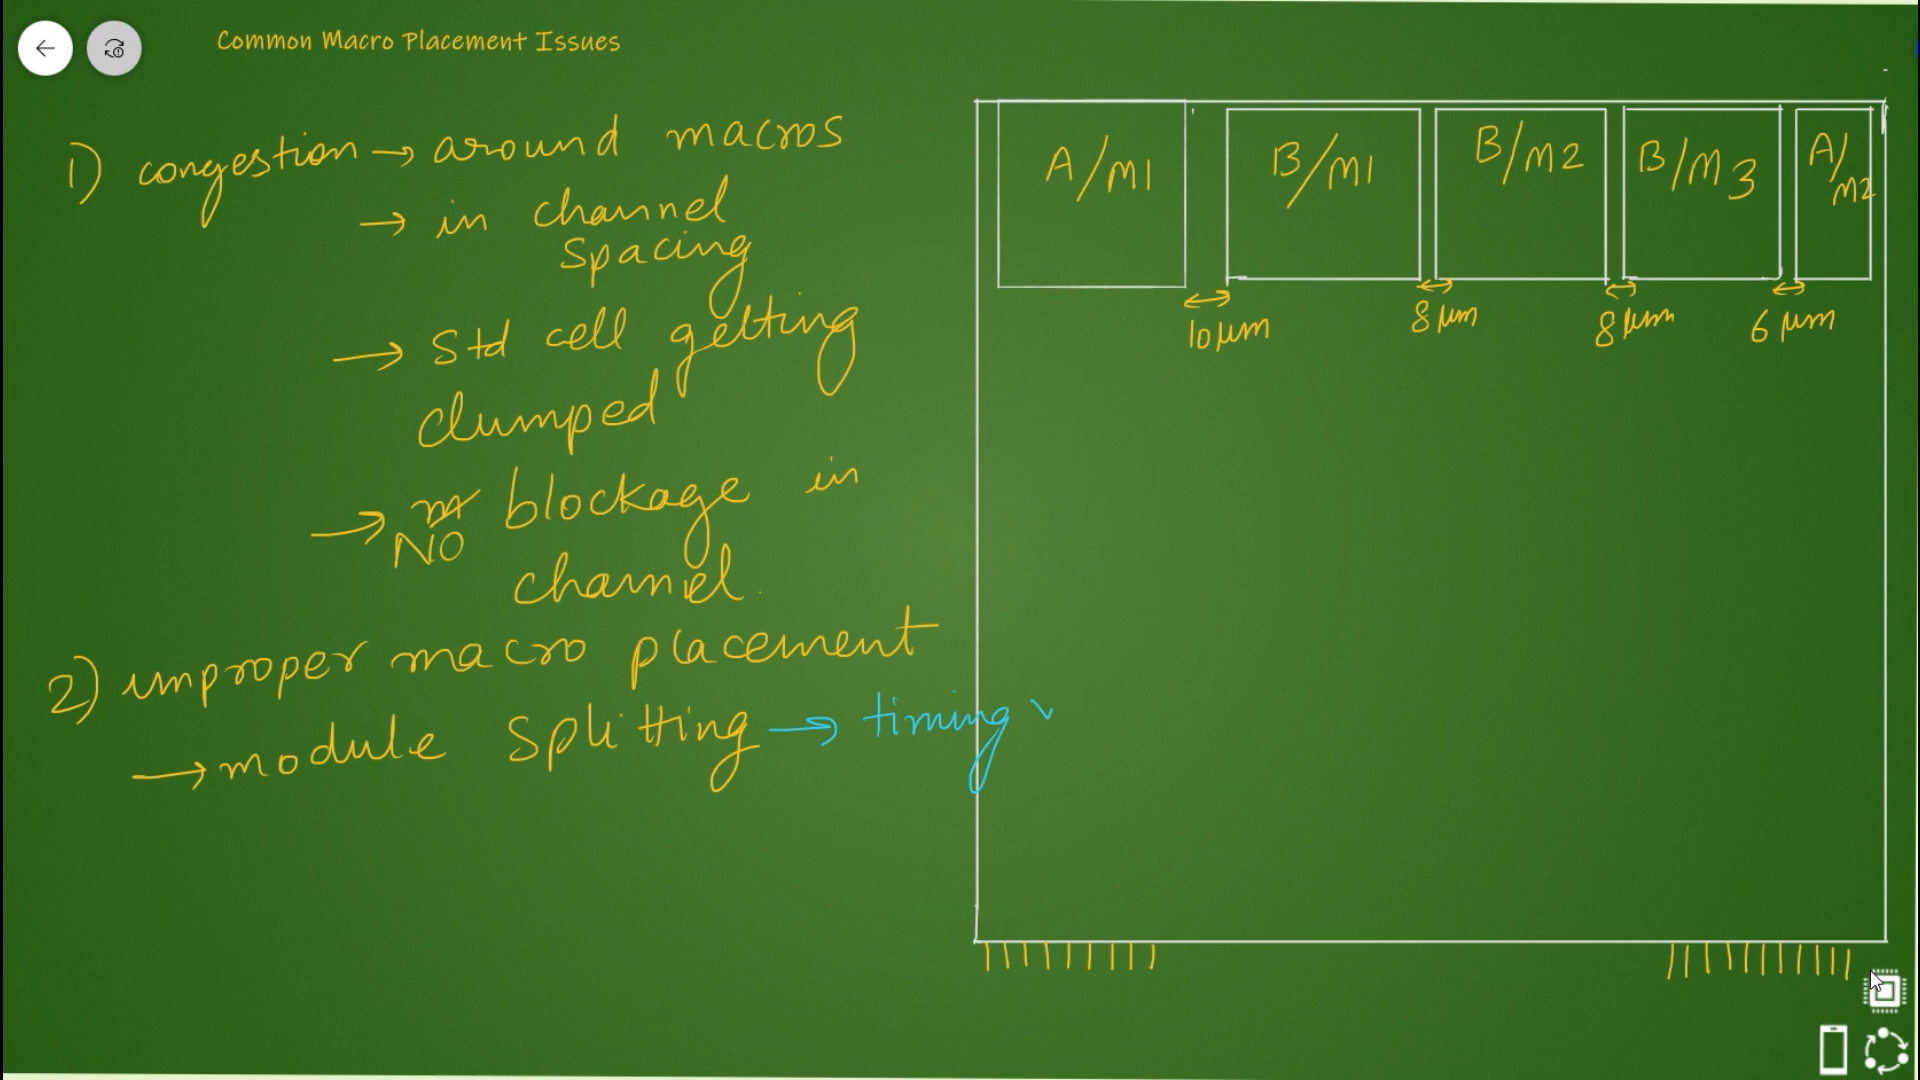 Common Macro Placement Issues
1) congestion → around macros
→ in channel
spacing
→ Std cell getting
clumped
→ NO blockage in
channel.
2) improper macro placement
→ module splitting → timing
A/m1
B/m1
B/m2
B/m3
A/
m2
10 µm
8 µm
8 µm
6 µm